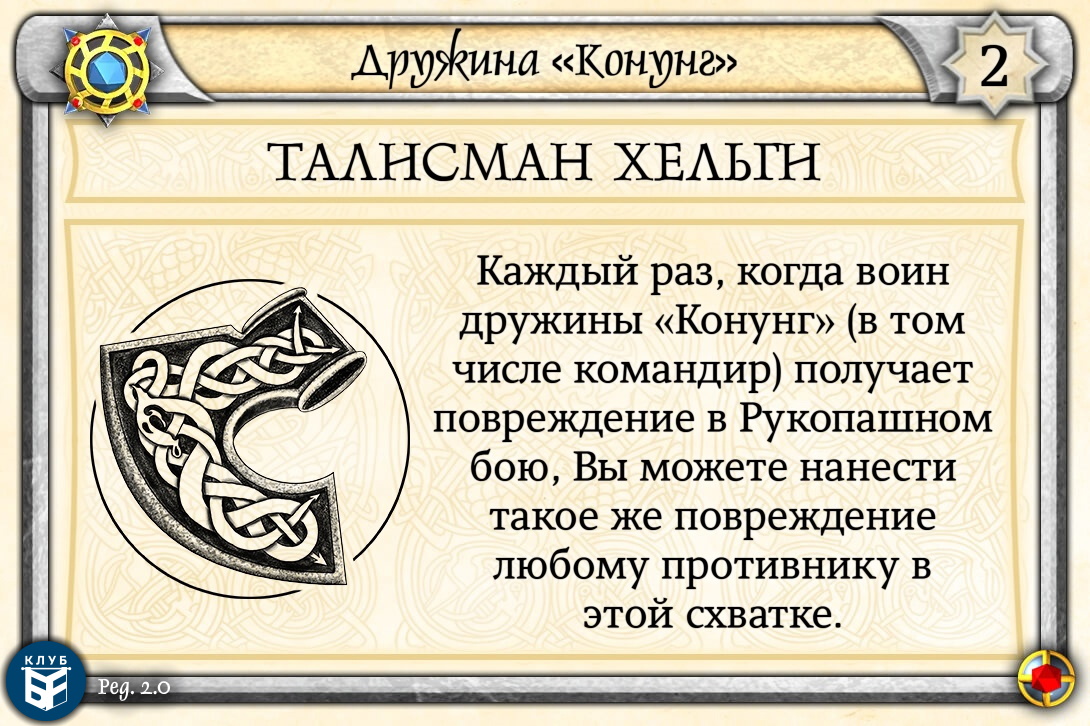 Дружина «Конунг»
2
ТАЛИСМАН ХЕЛЬГИ
Каждый раз, когда воин
дружины «Конунг» (в том
числе командир) получает
повреждение в Рукопашном
бою, Вы можете нанести
такое же повреждение
любому противнику в
этой схватке.
КЛУБ
Ред. 2.0